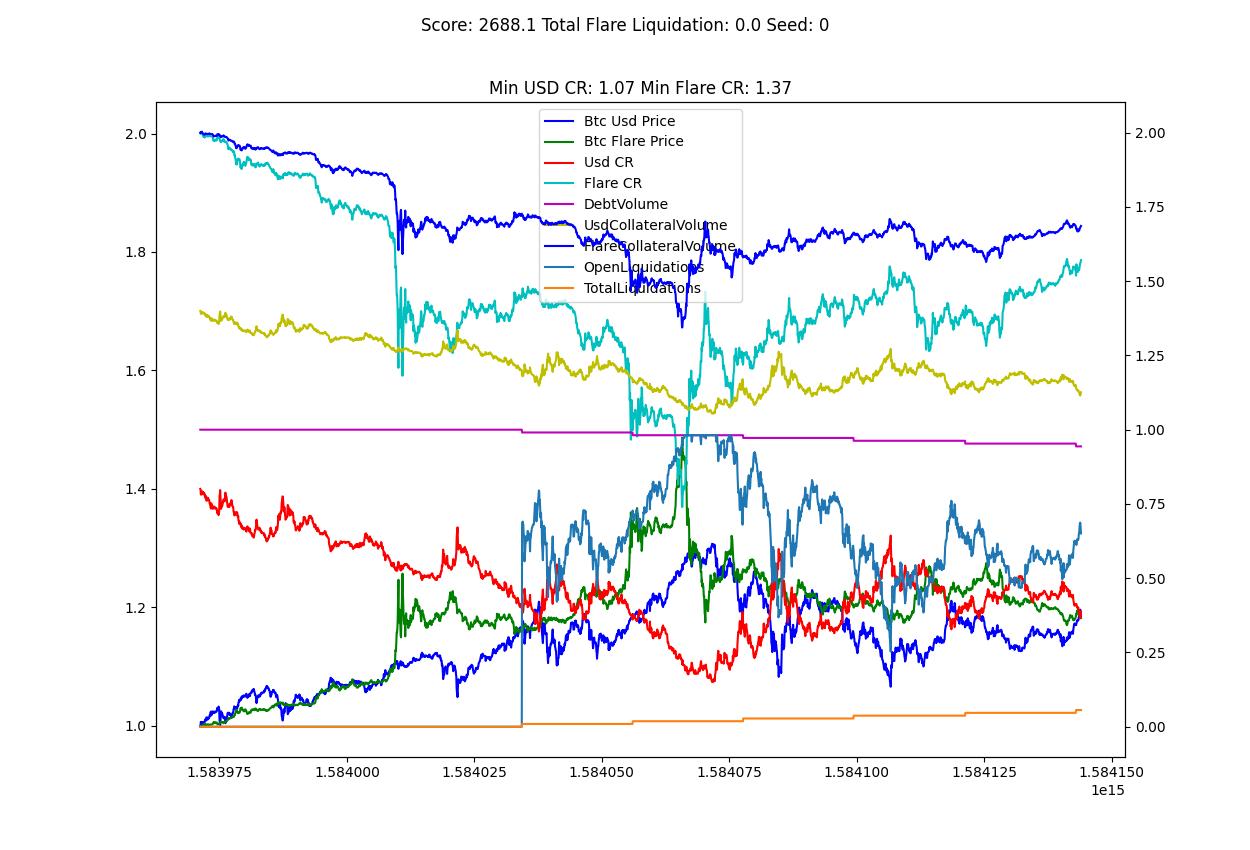 Score: 2688.1 Total Flare Liquidation: 0.0 Seed: 0
Min USD CR: 1.07 Min Flare CR: 1.37
Btc Usd Price
Btc Flare Price
Usd CR
Flare CR
DebtVolume
UsdCollateralVolume
FlareCollateralVolume
OpenLiquidations
TotalLiquidations
2.0
1.8
1.6
1.4
1.2
1.0
2.00
1.75
1.50
1.25
1.00
0.75
0.50
0.25
0.00
1.583975 1.584000 1.584025 1.584050 1.584075 1.584100 1.584125 1.584150
1e15